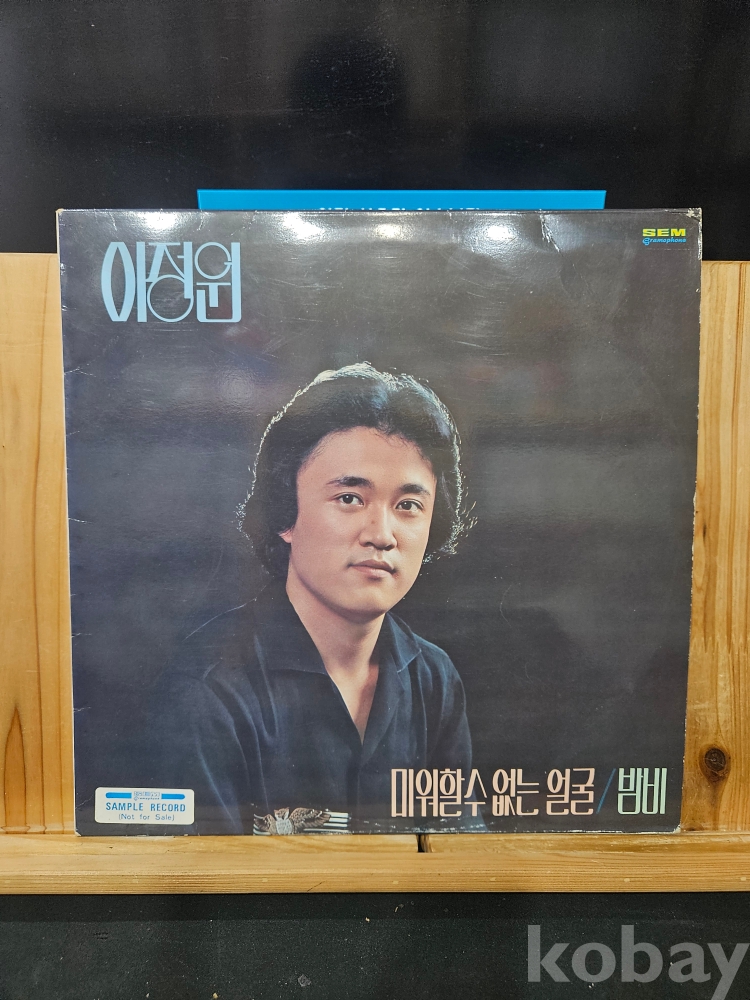 이정원
SEM
gramophone
미워할수 없는 얼굴 / 밤비
SAMPLE RECORD
(Not for Sale)
kobay